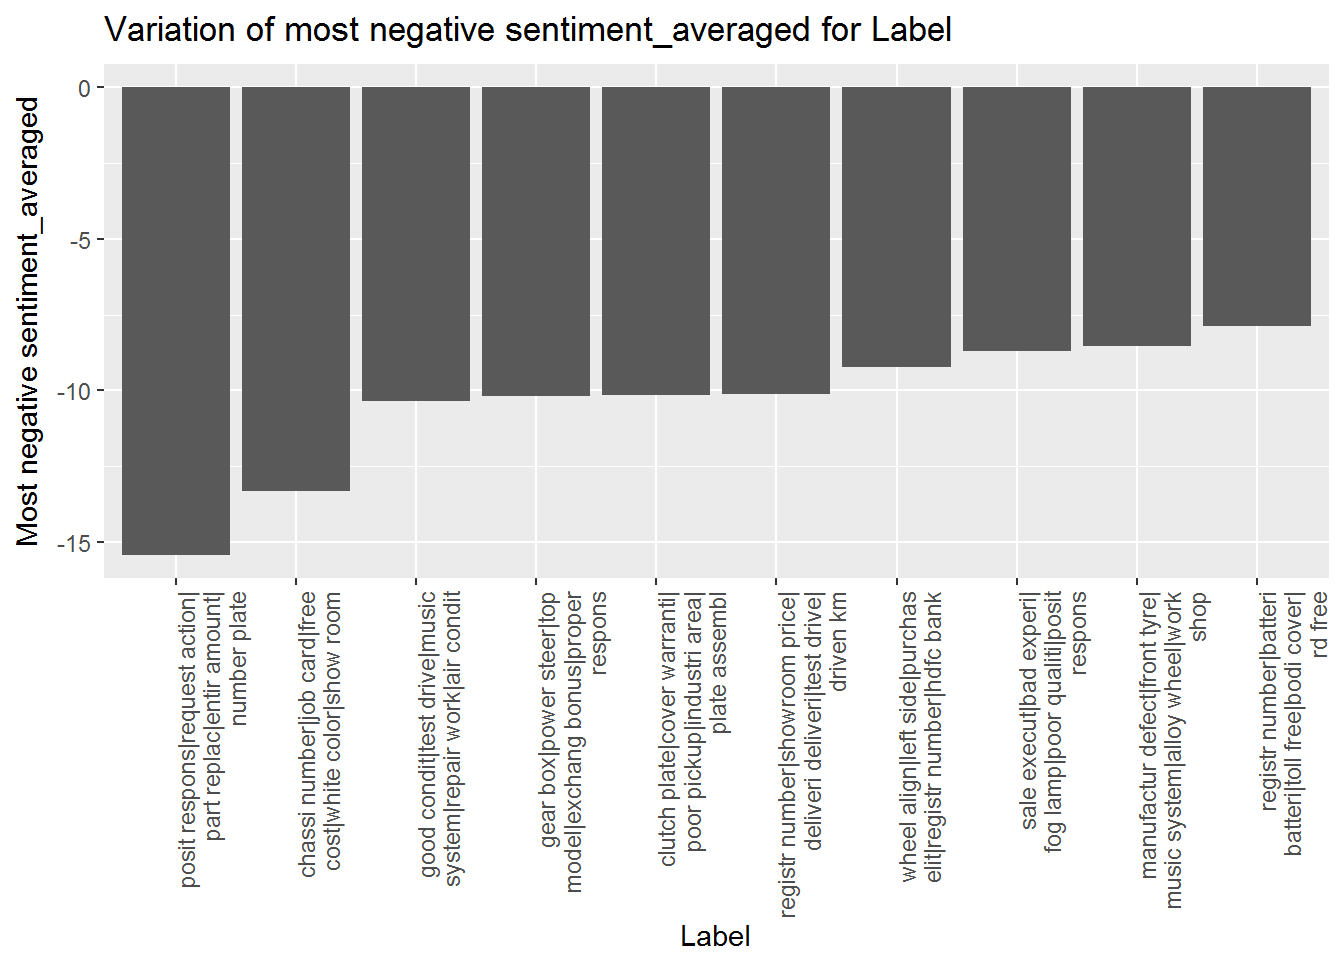 Variation of most negative sentiment_averaged for Label
Most negative sentiment_averaged
0
-5
-10
-15
posit respons|request action|
part replac|entir amount|
number plate
chassi number|job card|free
cost|white color|show room
good condit|test drive|music
system|repair work|air condit
gear box|power steer|top
model|exchang bonus|proper
respons
clutch plate|cover warranti|
poor pickup|industri area|
plate assembl
registr number|showroom price|
deliveri deliveri|test drive|
driven km
wheel align|left side|purchas
elit|registr number|hdfc bank
sale execut|bad experi|
fog lamp|poor qualiti|posit
respons
manufactur defect|front tyre|
music system|alloy wheel|work
shop
registr number|batteri
batteri|toll free|bodi cover|
rd free
Label